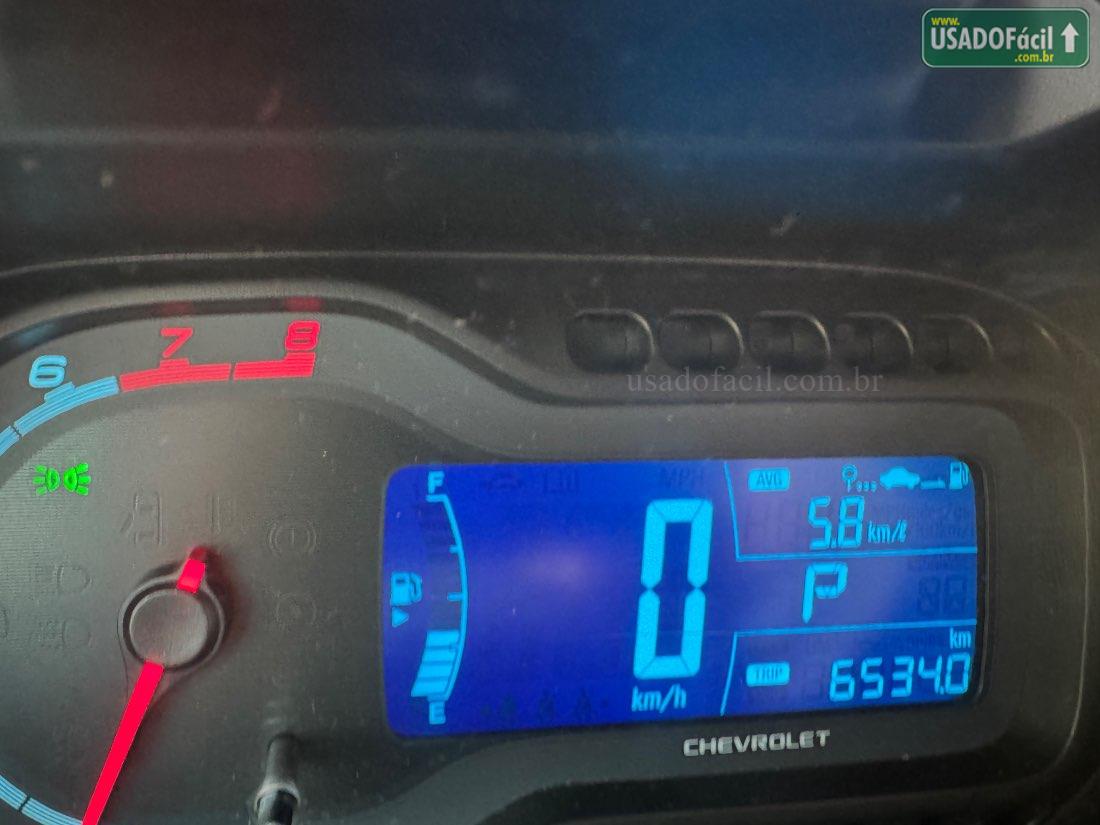 www.
USADOFácil
.com.br
6
7
8
usadofacil.com.br
F
AVG
5.8 km/ℓ
0
P
km
km/h
TRIP
6534.0
E
CHEVROLET